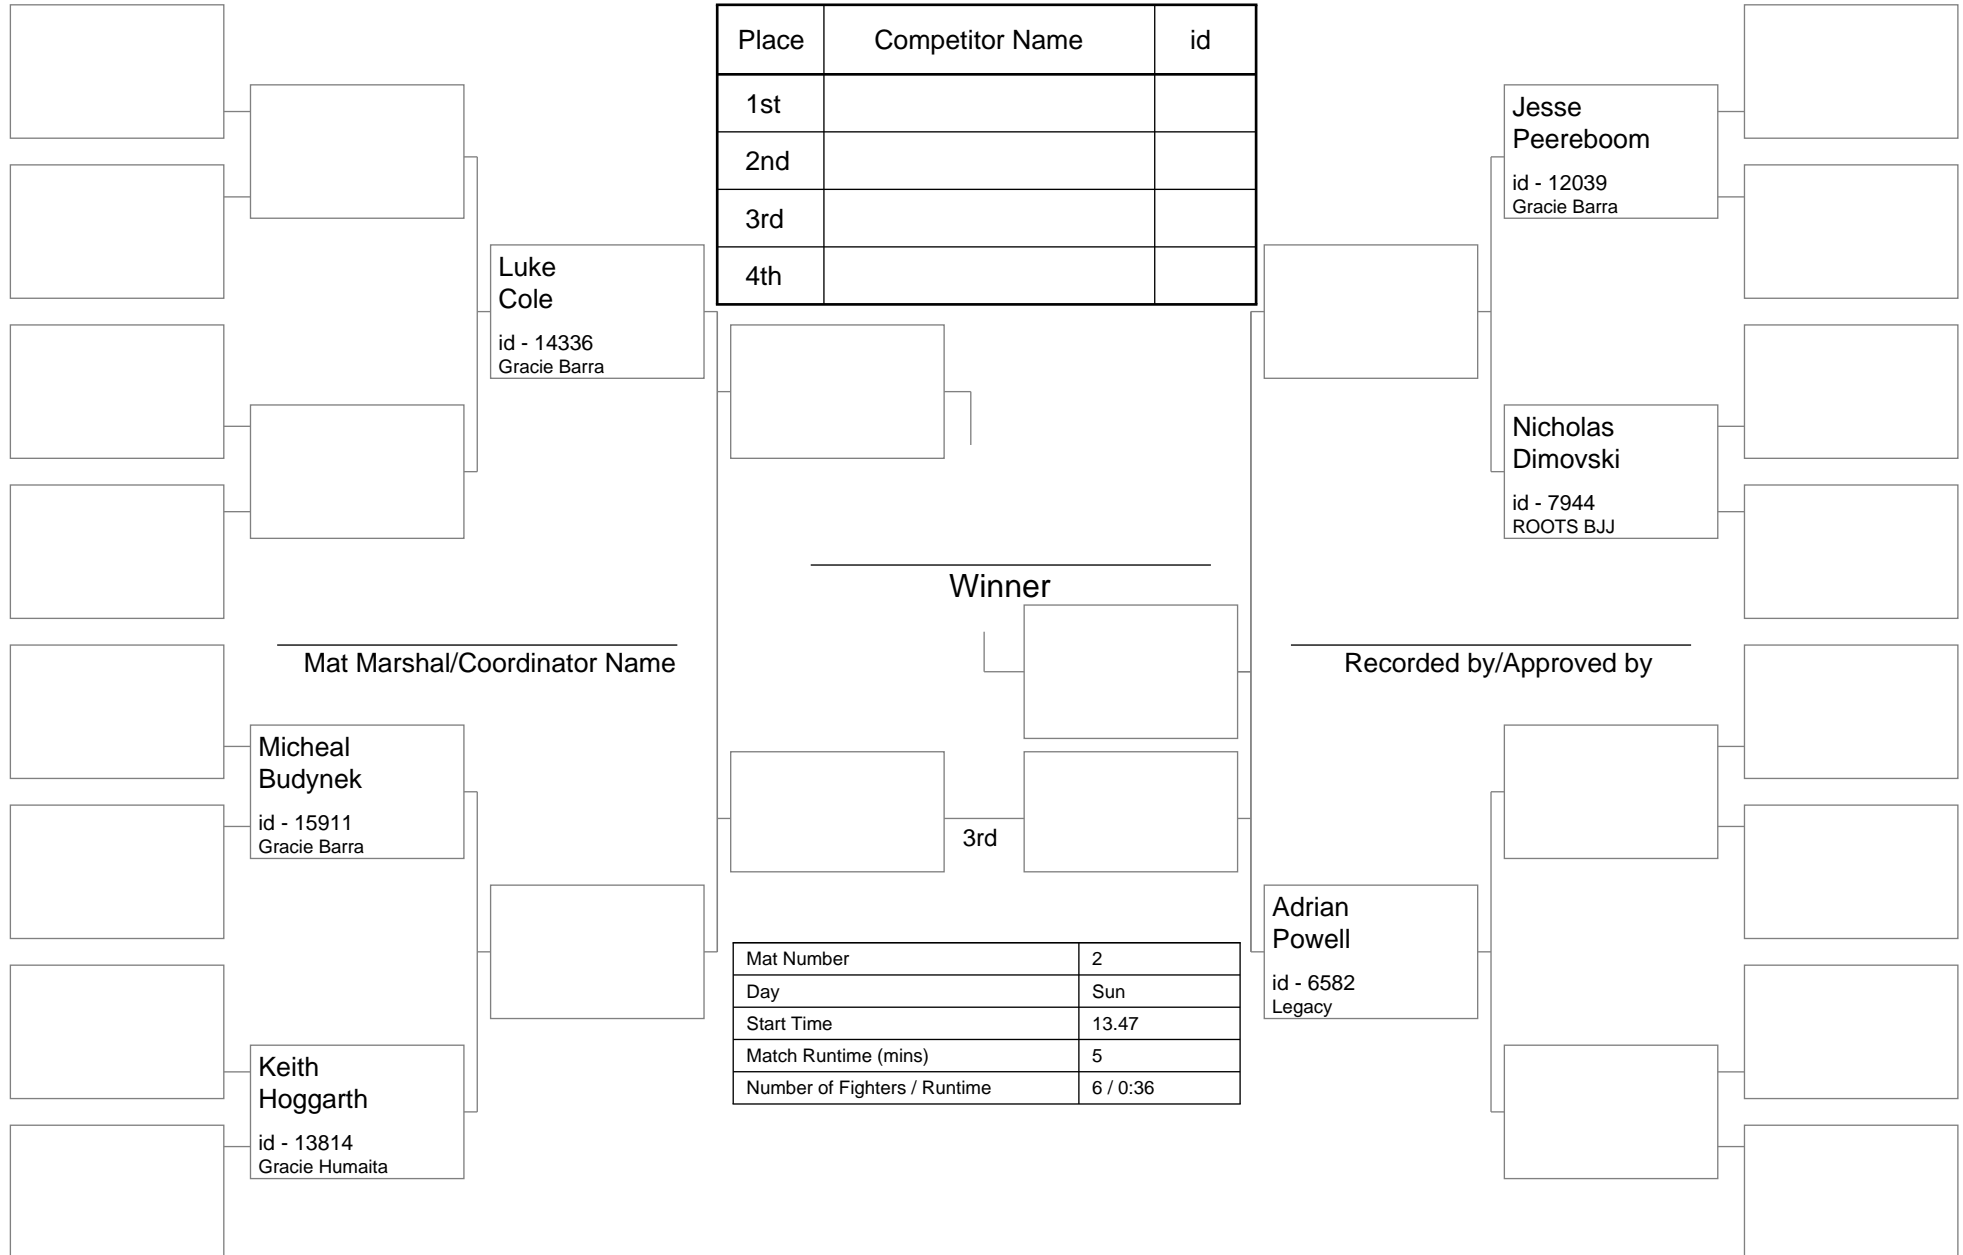 Place Competitor Name id
1st
2nd
3rd
4th
Luke
Cole
id - 14336
Gracie Barra
Jesse
Peereboom
id - 12039
Gracie Barra
Nicholas
Dimovski
id - 7944
ROOTS BJJ
Winner
Mat Marshal/Coordinator Name
Recorded by/Approved by
Micheal
Budynek
id - 15911
Gracie Barra
3rd
Keith
Hoggarth
id - 13814
Gracie Humaita
Adrian
Powell
id - 6582
Legacy
Mat Number 2
Day Sun
Start Time 13.47
Match Runtime (mins) 5
Number of Fighters / Runtime 6 / 0:36